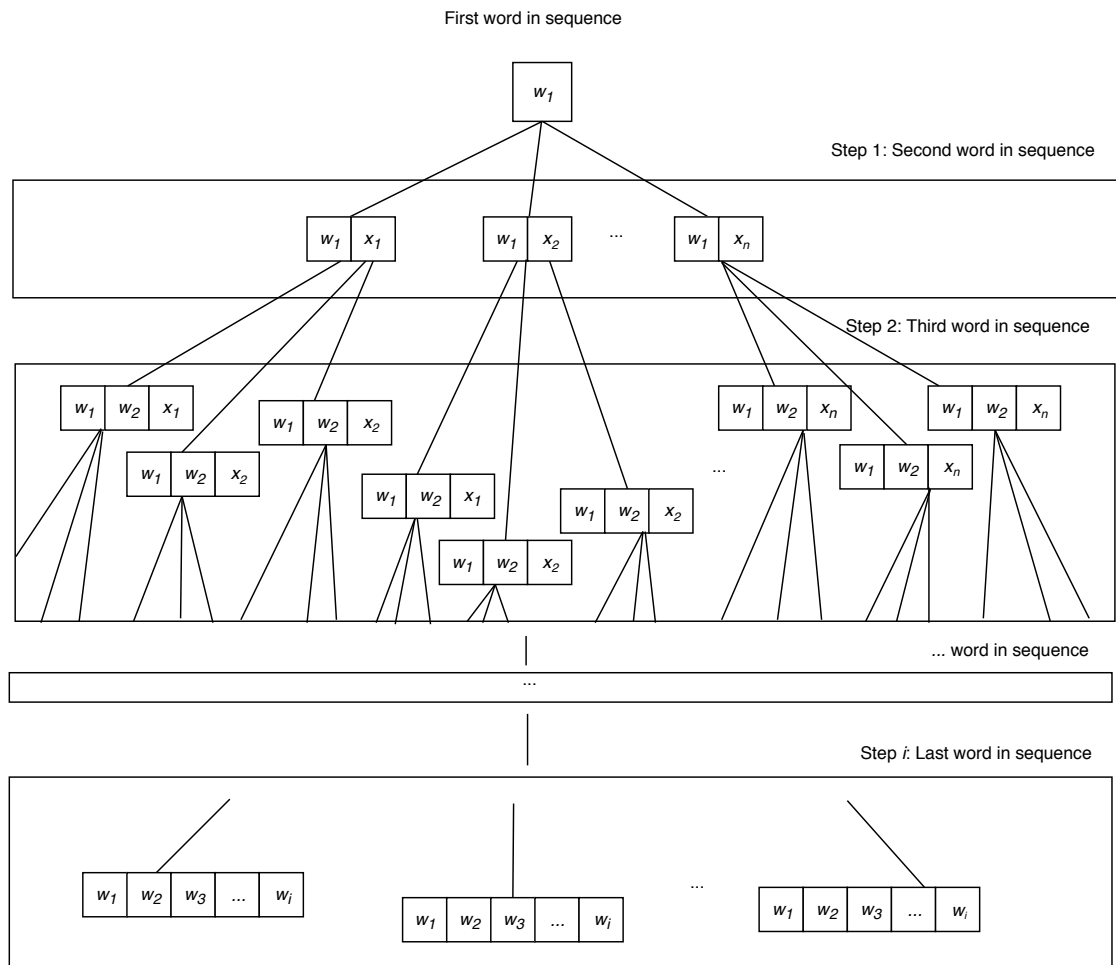 First word in sequence
w1
Step 1: Second word in sequence
w1 x1
w1 x2
...
w1 xn
Step 2: Third word in sequence
w1 w2 x1
w1 w2 x2
w1 w2 x2
w1 w2 x1
w1 w2 x2
w1 w2 x2
...
w1 w2 xn
w1 w2 xn
w1 w2 xn
... word in sequence
...
Step i: Last word in sequence
w1 w2 w3 ... wi
w1 w2 w3 ... wi
...
w1 w2 w3 ... wi